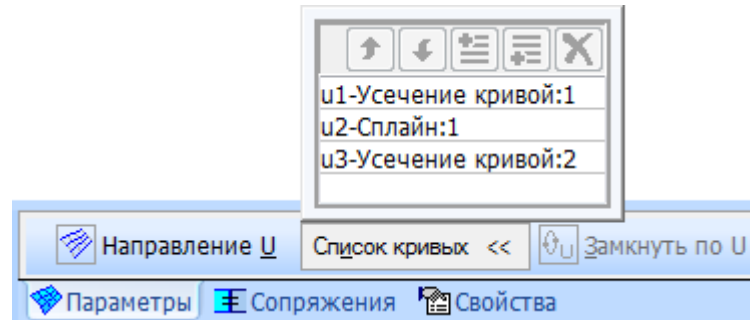 u1-Усечение кривой:1
u2-Сплайн:1
u3-Усечение кривой:2
Направление U Список кривых << U Замкнуть по U
Параметры Сопряжения Свойства